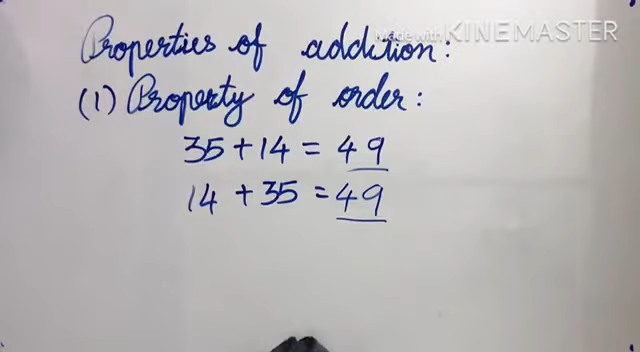 Made with KINEMASTER
Properties of addition:
(1) Property of order:
35 + 14 = 49
14 + 35 = 49